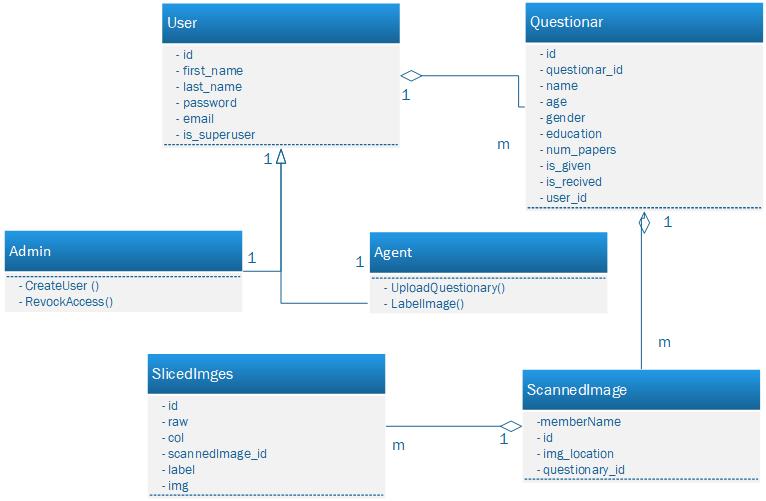 User
- id
- first_name
- last_name
- password
- email
- is_superuser
1
Questionar
- id
- questionar_id
- name
- age
- gender
- education
- num_papers
- is_given
- is_recived
- user_id
m
1
1
Admin
- CreateUser ()
- RevockAccess()
1
1
Agent
- UploadQuestionary()
- LabelImage()
1
m
SlicedImges
- id
- raw
- col
- scannedImage_id
- label
- img
m
1
ScannedImage
-memberName
- id
- img_location
- questionary_id